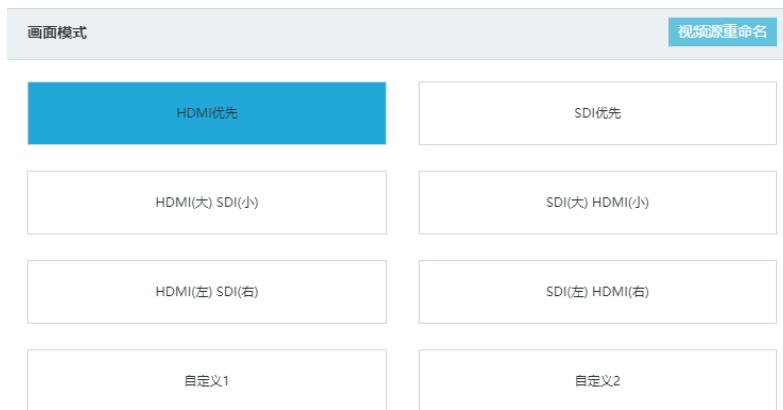 画面模式
视频源重命名
HDMI优先
SDI优先
HDMI(大) SDI(小)
SDI(大) HDMI(小)
HDMI(左) SDI(右)
SDI(左) HDMI(右)
自定义1
自定义2